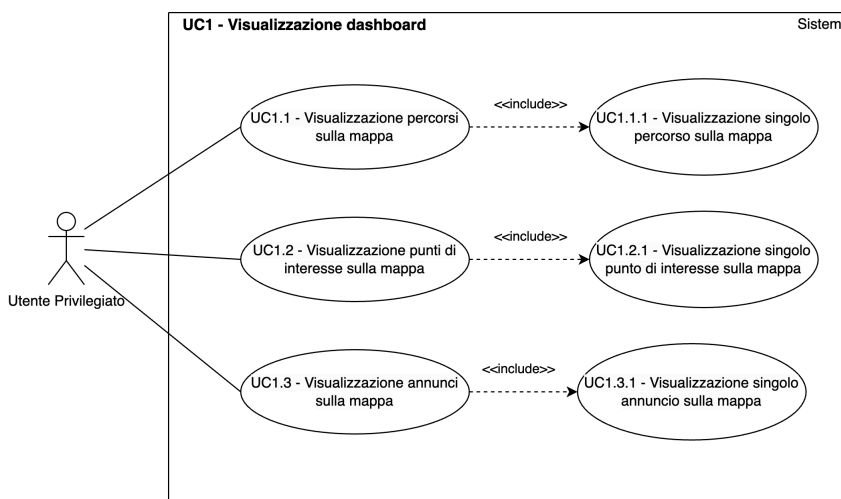 UC1 - Visualizzazione dashboard
Sistem
<<include>>
UC1.1 - Visualizzazione percorsi
sulla mappa
UC1.1.1 - Visualizzazione singolo
percorso sulla mappa
<<include>>
UC1.2 - Visualizzazione punti di
interesse sulla mappa
UC1.2.1 - Visualizzazione singolo
punto di interesse sulla mappa
Utente Privilegiato
<<include>>
UC1.3 - Visualizzazione annunci
sulla mappa
UC1.3.1 - Visualizzazione singolo
annuncio sulla mappa